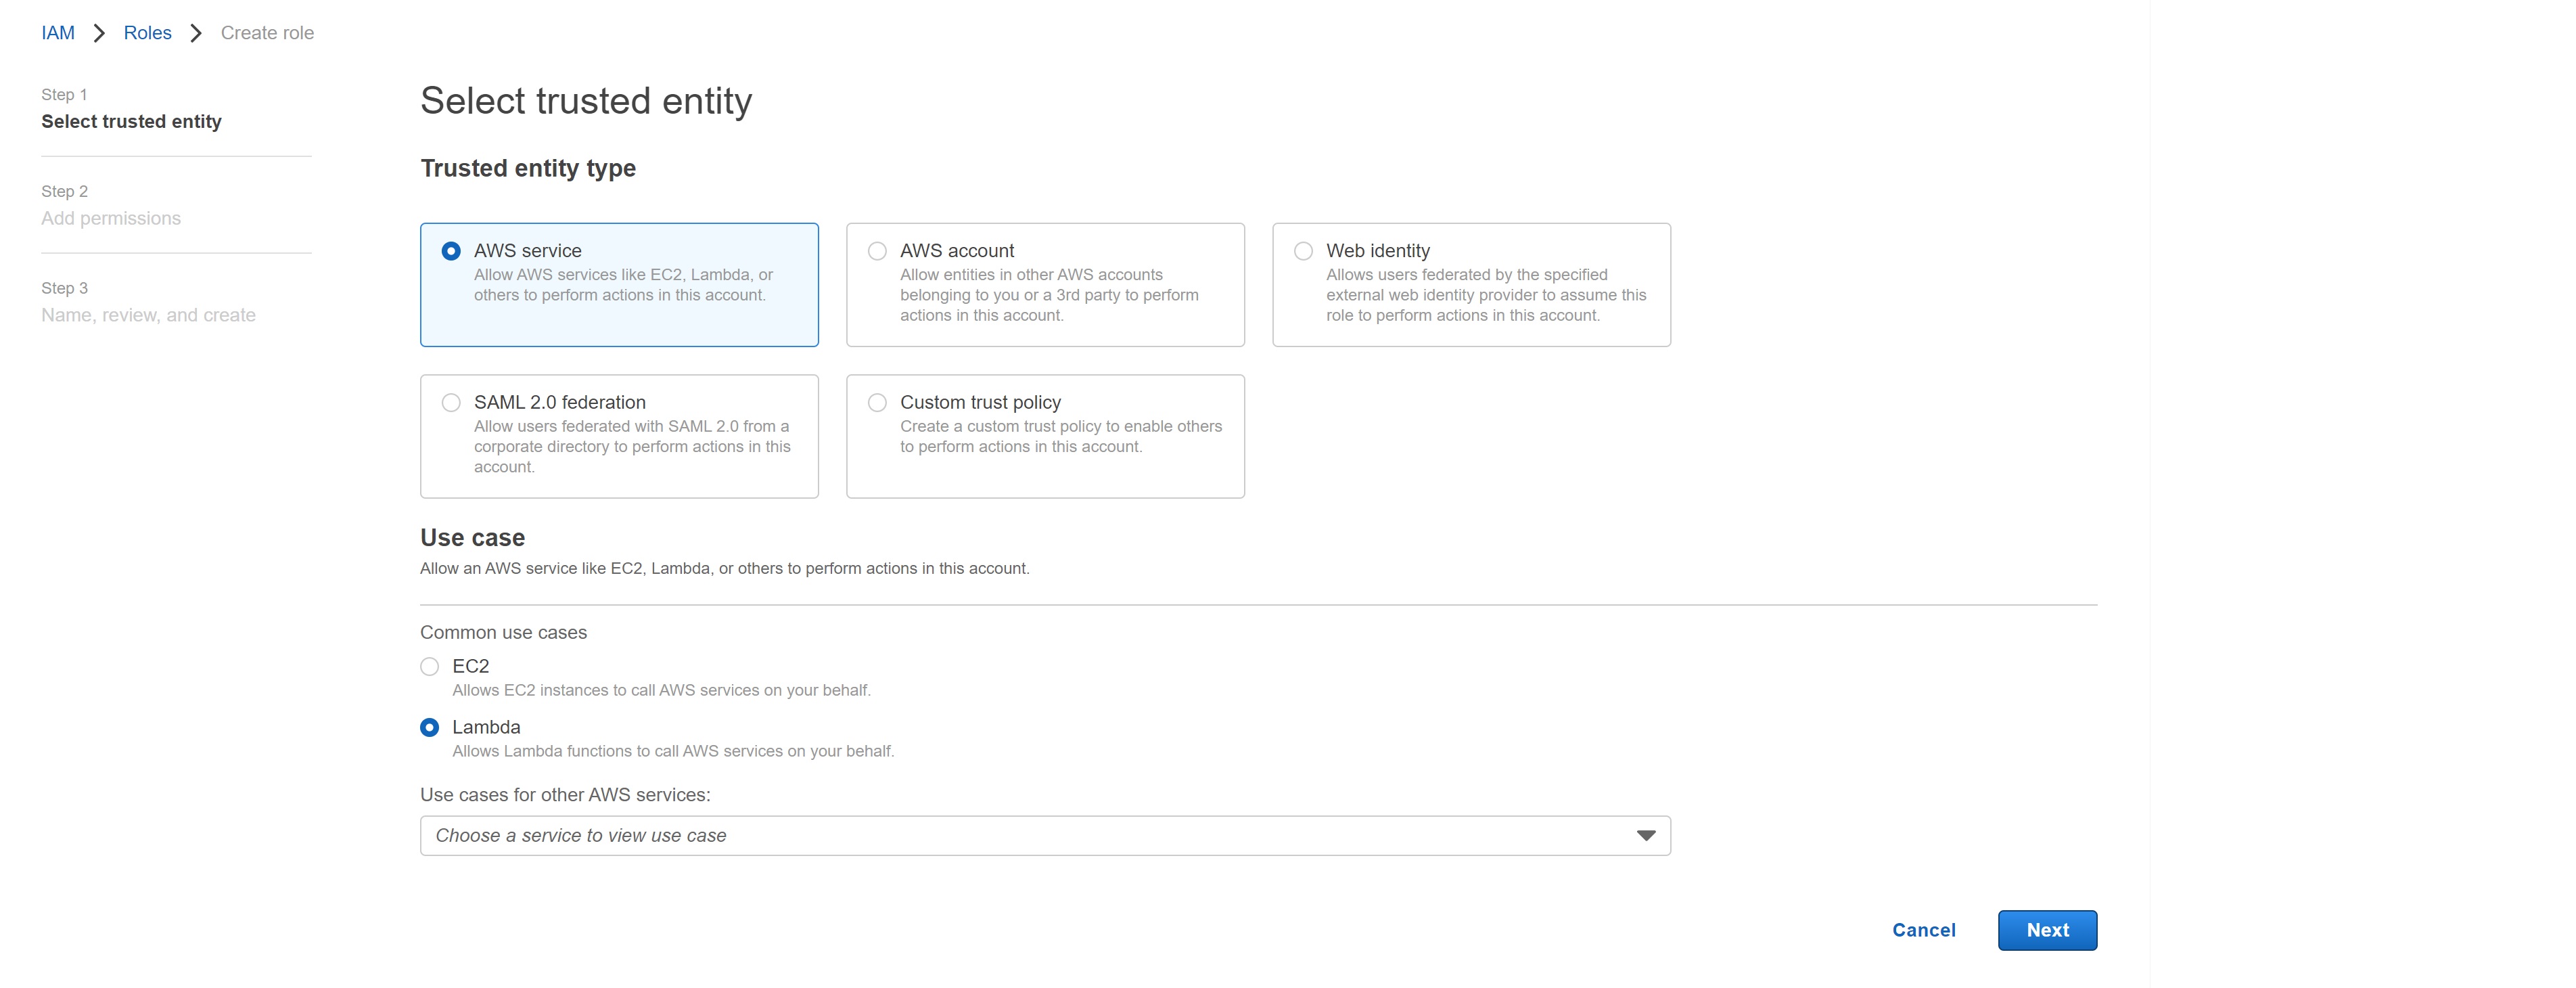 IAM > Roles > Create role
Step 1
Select trusted entity
Step 2
Add permissions
Step 3
Name, review, and create
Select trusted entity
Trusted entity type
AWS service
Allow AWS services like EC2, Lambda, or
others to perform actions in this account.
AWS account
Allow entities in other AWS accounts
belonging to you or a 3rd party to perform
actions in this account.
Web identity
Allows users federated by the specified
external web identity provider to assume this
role to perform actions in this account.
SAML 2.0 federation
Allow users federated with SAML 2.0 from a
corporate directory to perform actions in this
account.
Custom trust policy
Create a custom trust policy to enable others
to perform actions in this account.
Use case
Allow an AWS service like EC2, Lambda, or others to perform actions in this account.
Common use cases
EC2
Allows EC2 instances to call AWS services on your behalf.
Lambda
Allows Lambda functions to call AWS services on your behalf.
Use cases for other AWS services:
Choose a service to view use case
Cancel
Next